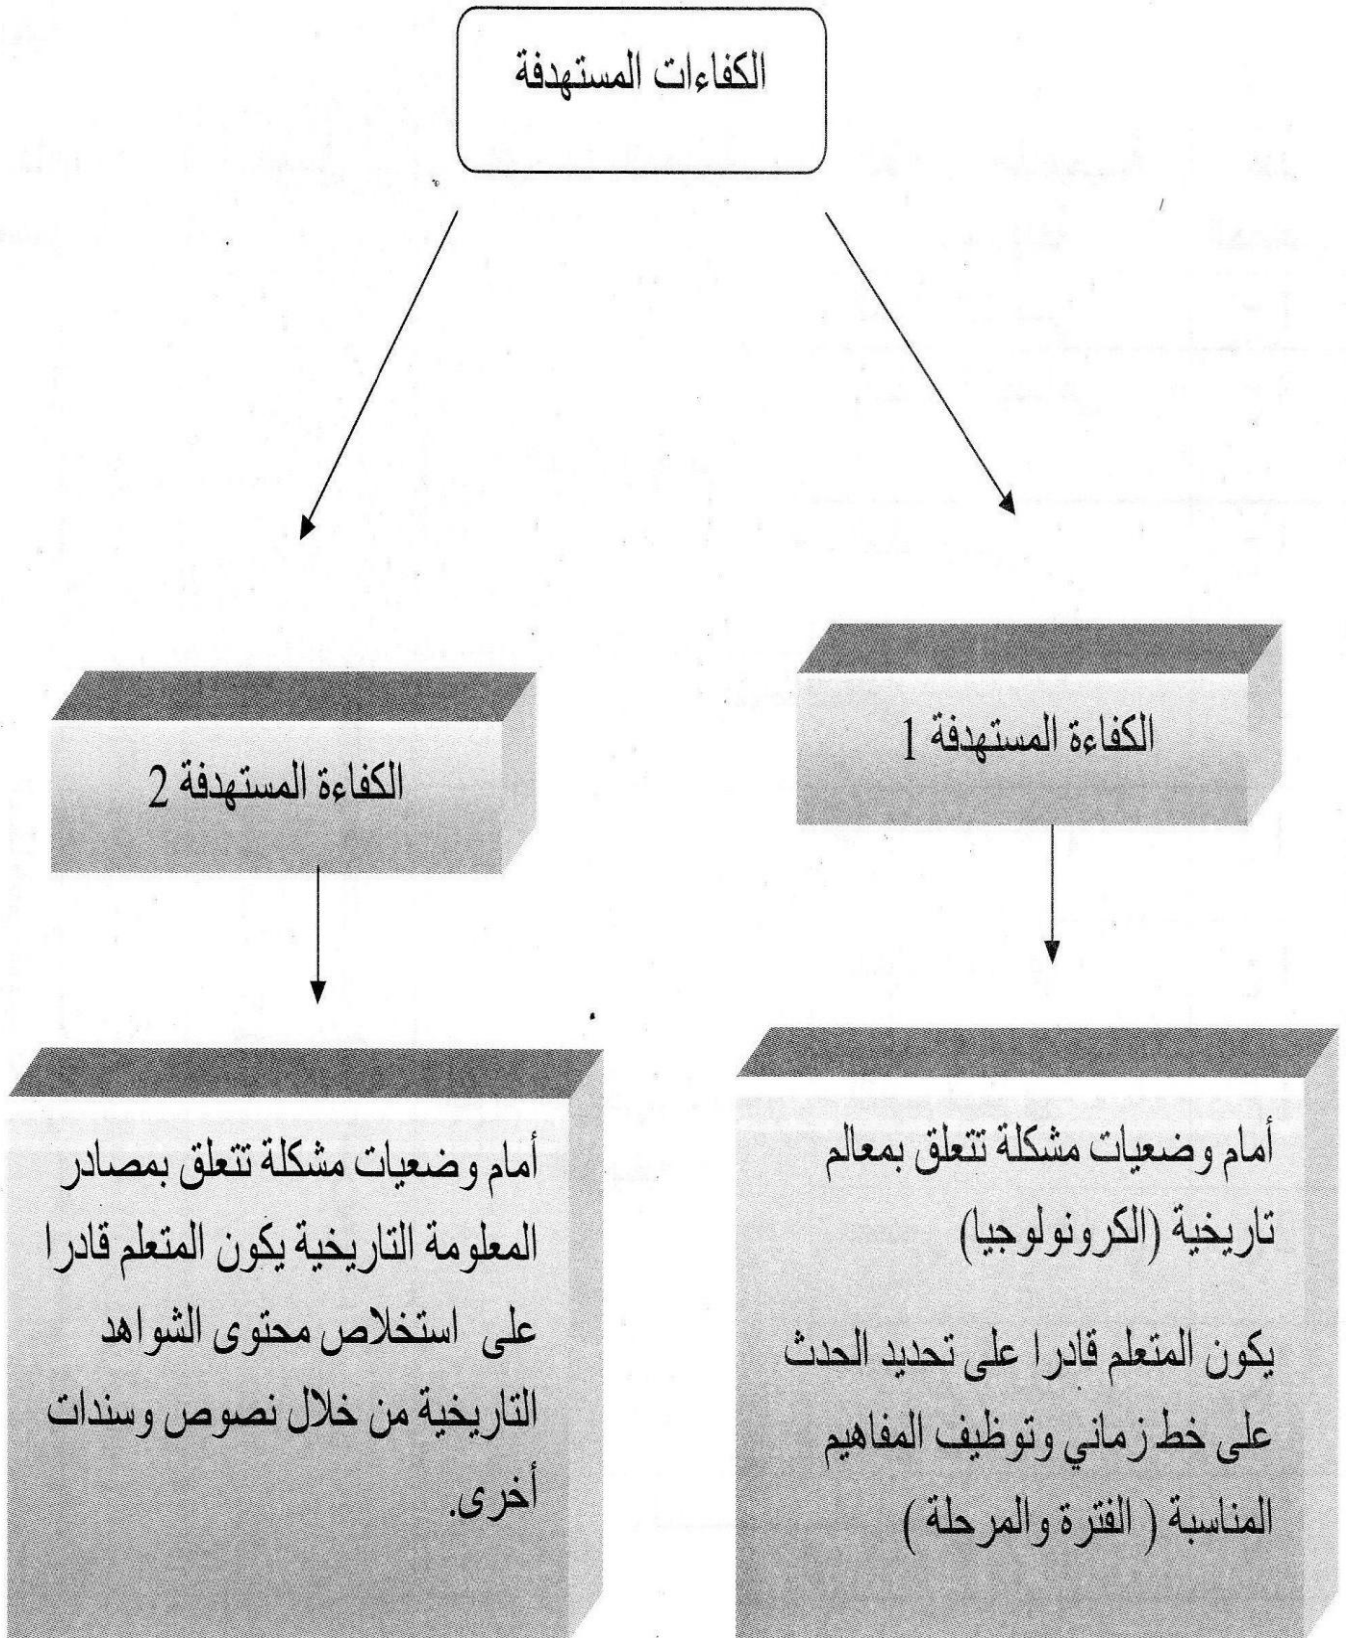 الكفاءات المستهدفة
الكفاءة المستهدفة 1
أمام وضعيات مشكلة تتعلق بمعالم
تاريخية (الكرونولوجيا)
يكون المتعلم قادرا على تحديد الحدث
على خط زماني وتوظيف المفاهيم
المناسبة ( الفترة والمرحلة )
الكفاءة المستهدفة 2
أمام وضعيات مشكلة تتعلق بمصادر
المعلومة التاريخية يكون المتعلم قادرا
على استخلاص محتوى الشواهد
التاريخية من خلال نصوص وسندات
أخرى.